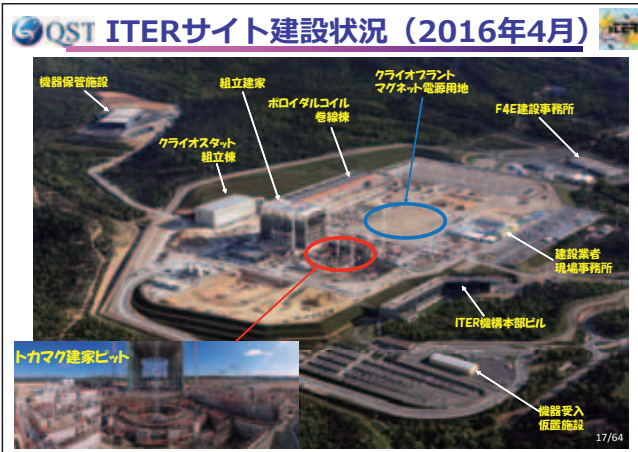 QST ITERサイト建設状況（2016年4月）
機器保管施設
組立建家
クライオプラント
マグネット電源用地
ポロイダルコイル
巻線棟
F4E建設事務所
クライオスタット
組立棟
建設業者
現場事務所
ITER機構本部ビル
トカマク建家ピット
機器受入
仮置施設
17/64